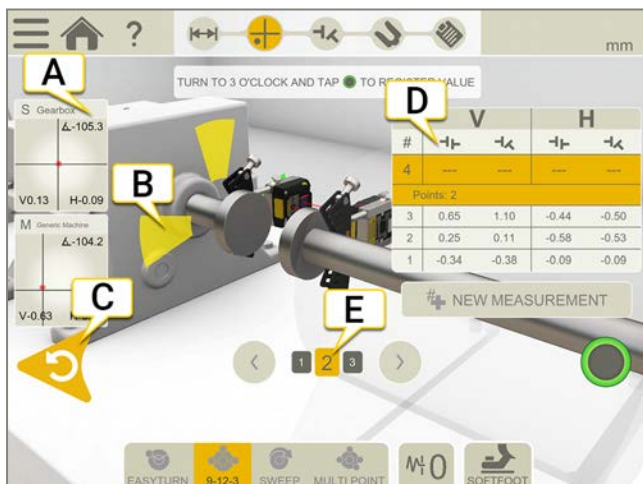 ?
mm
A
TURN TO 3 O'CLOCK AND TAP TO REGISTER VALUE
S Gearbox
∡-105.3
V0.13 H-0.09
D
V H
#
4 --- --- --- ---
Points: 2
3 0.65 1.10 -0.44 -0.50
2 0.25 0.11 -0.58 -0.53
1 -0.34 -0.38 -0.09 -0.09
B
M Generic Machine
∡-104.2
V-0.63
C
# NEW MEASUREMENT
E
< 1 2 3 >
EASYTURN 9-12-3 SWEEP MULTI POINT
0
SOFTFOOT